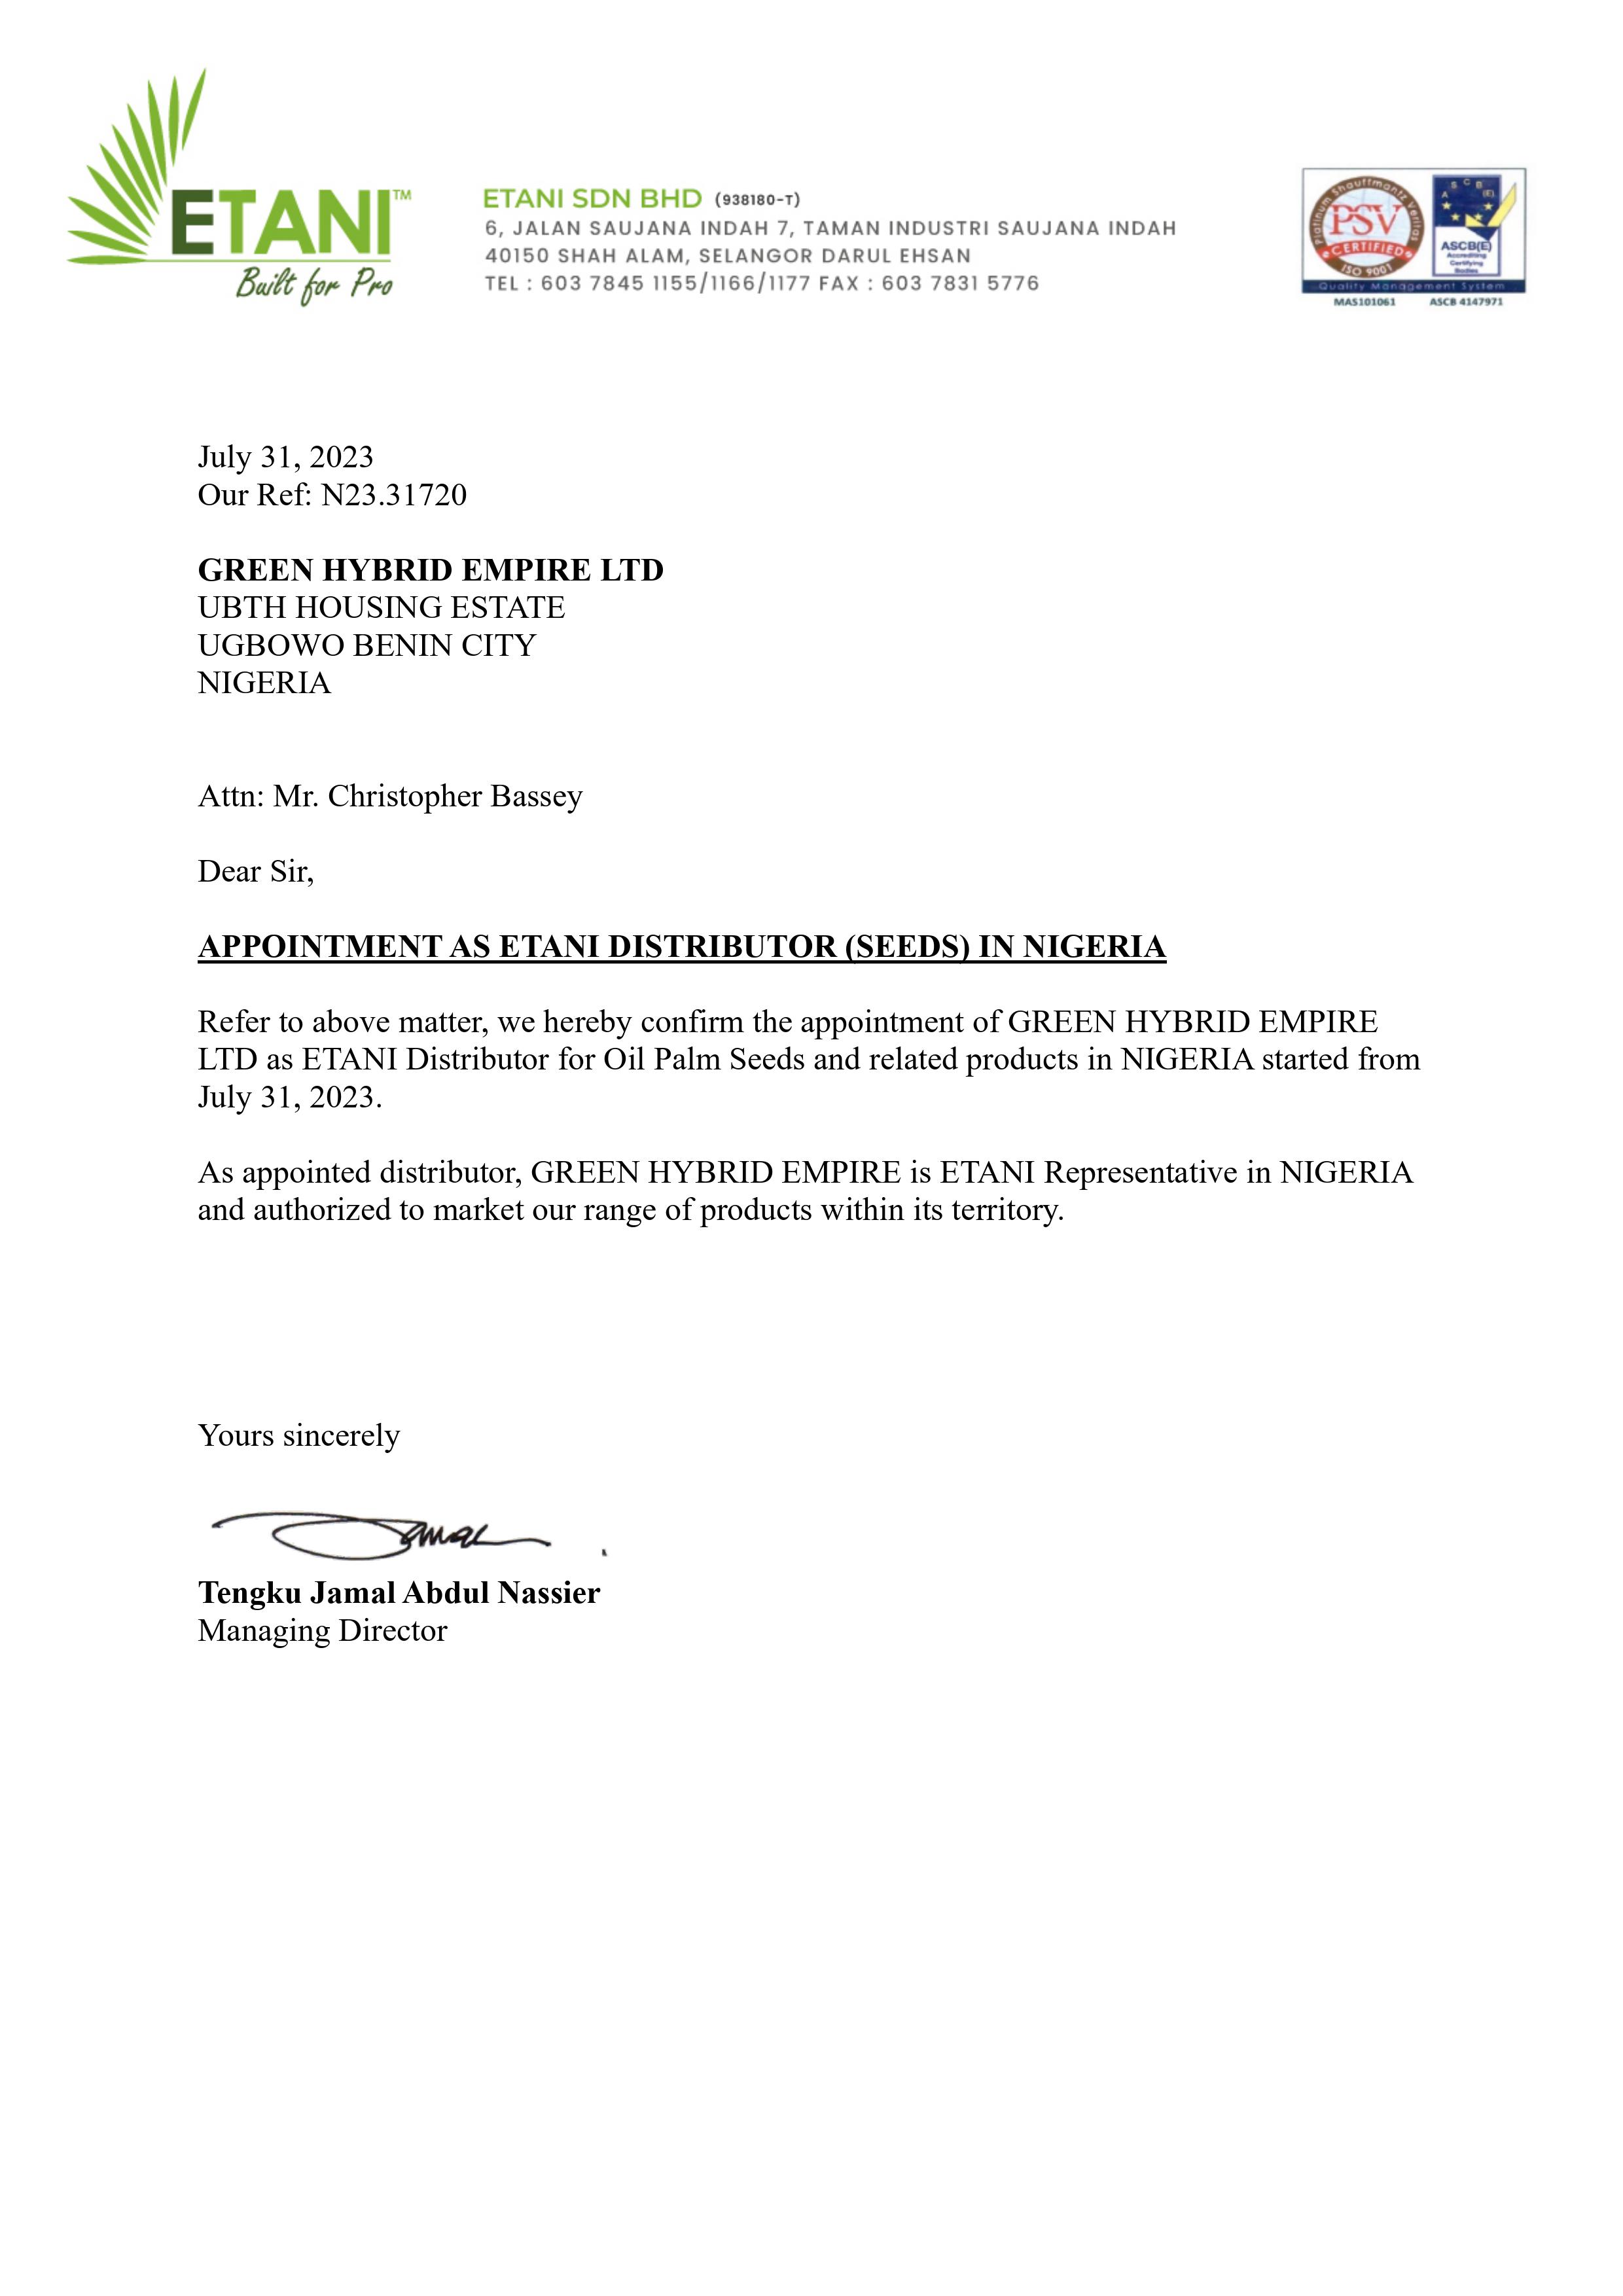 ETANI™
Built for Pro
ETANI SDN BHD (938180-T)
6, JALAN SAUJANA INDAH 7, TAMAN INDUSTRI SAUJANA INDAH
40150 SHAH ALAM, SELANGOR DARUL EHSAN
TEL : 603 7845 1155/1166/1177 FAX : 603 7831 5776
Platinum Shauffmantz Veritas
PSV
CERTIFIED
ISO 9001
A S C B (E)
ASCB(E)
Accrediting
Certifying
Bodies
Quality Management System
MAS101061 ASCB 4147971
July 31, 2023
Our Ref: N23.31720
GREEN HYBRID EMPIRE LTD
UBTH HOUSING ESTATE
UGBOWO BENIN CITY
NIGERIA
Attn: Mr. Christopher Bassey
Dear Sir,
APPOINTMENT AS ETANI DISTRIBUTOR (SEEDS) IN NIGERIA
Refer to above matter, we hereby confirm the appointment of GREEN HYBRID EMPIRE
LTD as ETANI Distributor for Oil Palm Seeds and related products in NIGERIA started from
July 31, 2023.
As appointed distributor, GREEN HYBRID EMPIRE is ETANI Representative in NIGERIA
and authorized to market our range of products within its territory.
Yours sincerely
Jamal
Tengku Jamal Abdul Nassier
Managing Director